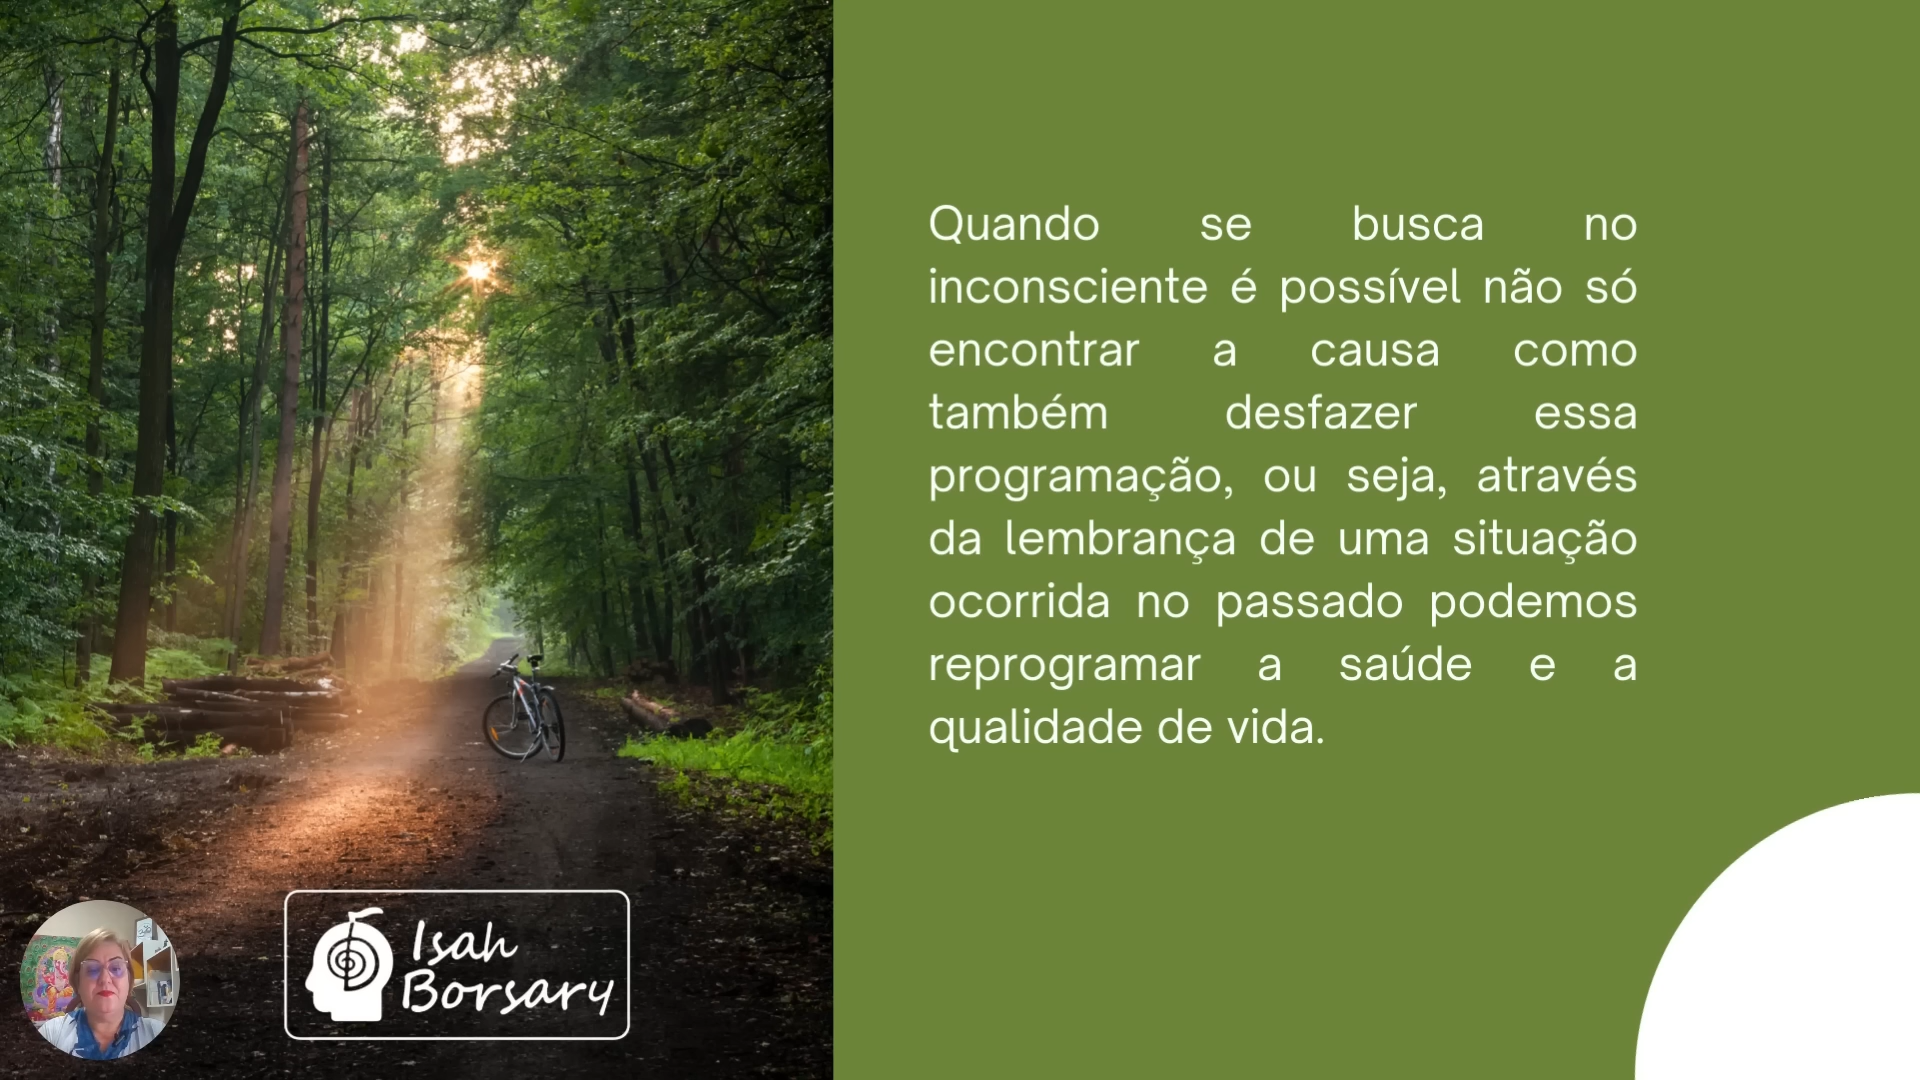 Quando se busca no
inconsciente é possível não só
encontrar a causa como
também desfazer essa
programação, ou seja, através
da lembrança de uma situação
ocorrida no passado podemos
reprogramar a saúde e a
qualidade de vida.
Isah
Borsary